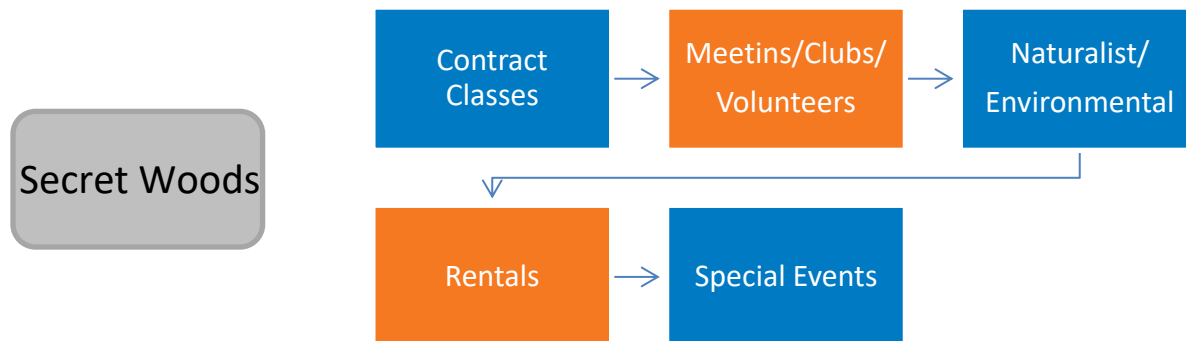 Secret Woods
Contract
Classes
Meetins/Clubs/
Volunteers
Naturalist/
Environmental
Rentals
Special Events